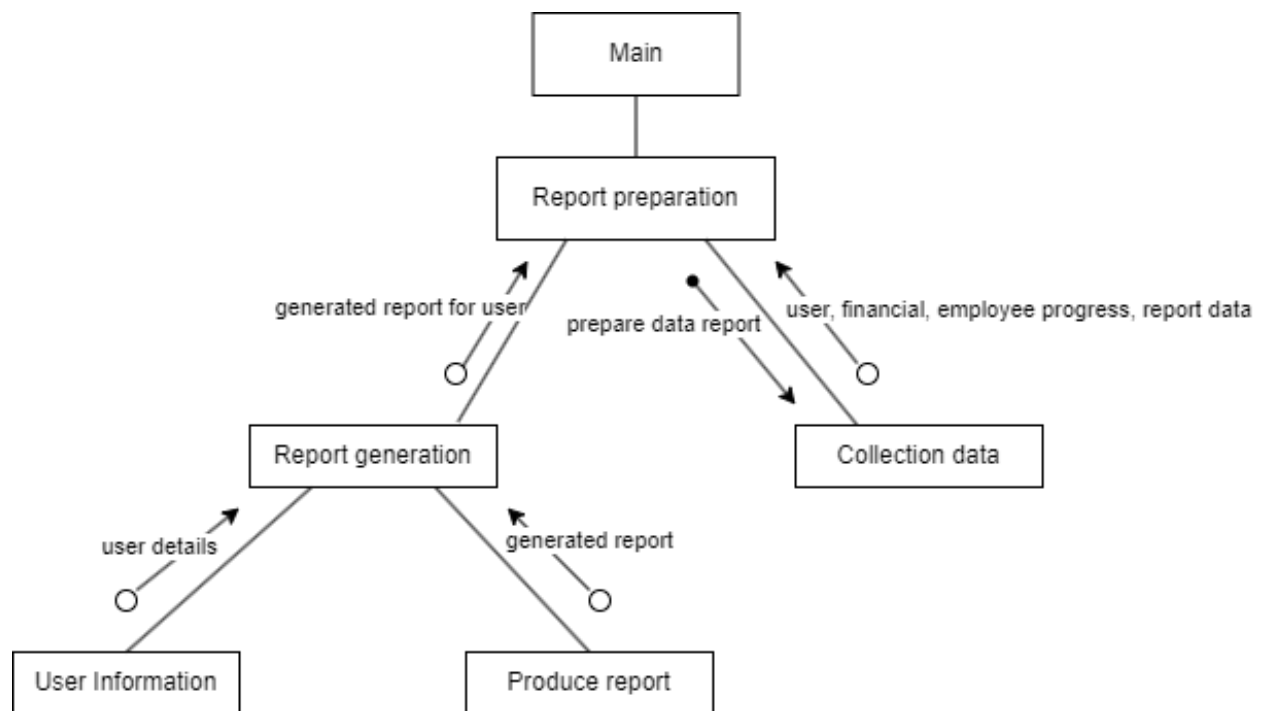 Main
Report preparation
generated report for user
prepare data report
user, financial, employee progress, report data
Report generation
Collection data
user details
generated report
User Information
Produce report